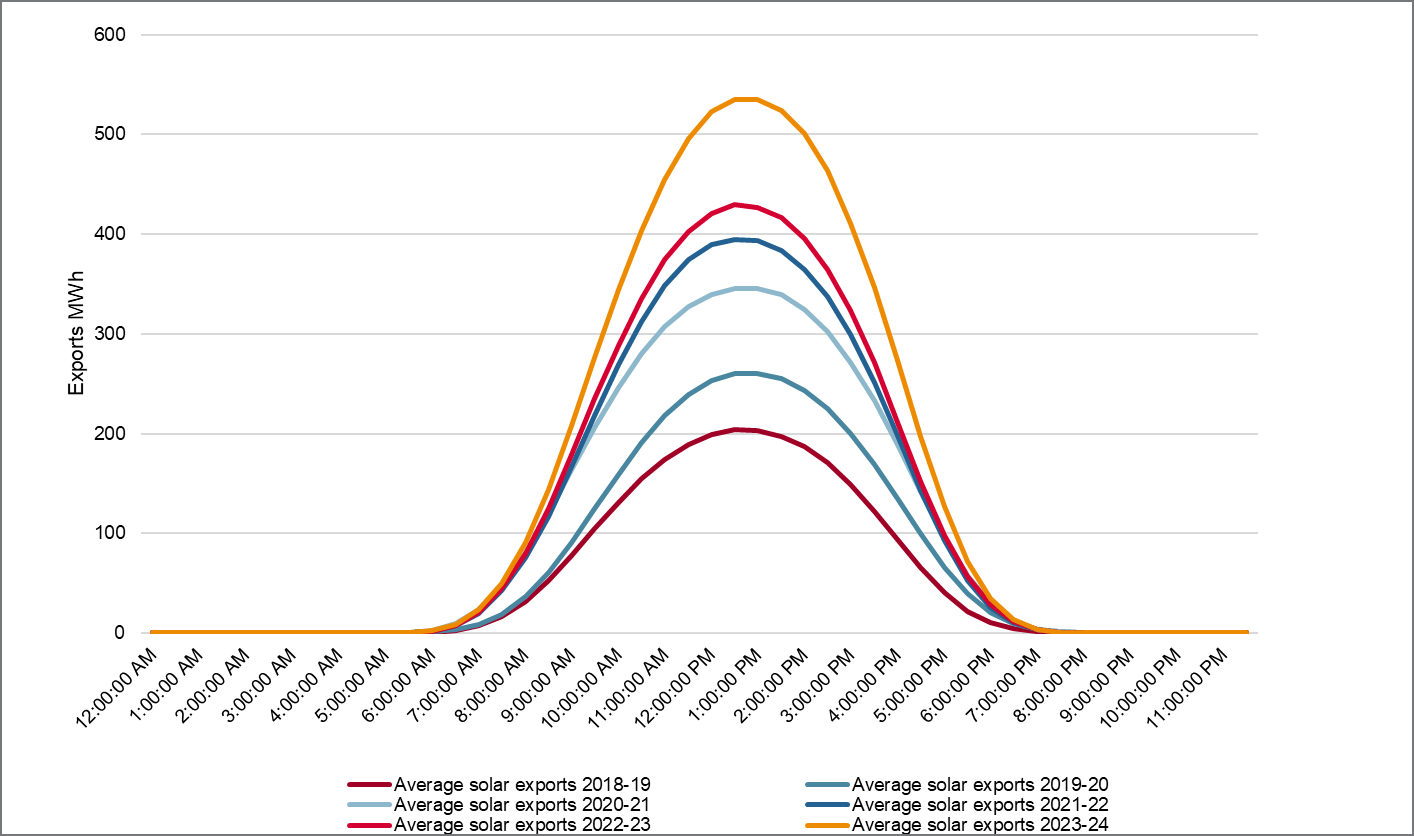 600
500
400
300
200
100
0
Exports MWh
12:00:00 AM
1:00:00 AM
2:00:00 AM
3:00:00 AM
4:00:00 AM
5:00:00 AM
6:00:00 AM
7:00:00 AM
8:00:00 AM
9:00:00 AM
10:00:00 AM
11:00:00 AM
12:00:00 PM
1:00:00 PM
2:00:00 PM
3:00:00 PM
4:00:00 PM
5:00:00 PM
6:00:00 PM
7:00:00 PM
8:00:00 PM
9:00:00 PM
10:00:00 PM
11:00:00 PM
Average solar exports 2018-19
Average solar exports 2019-20
Average solar exports 2020-21
Average solar exports 2021-22
Average solar exports 2022-23
Average solar exports 2023-24